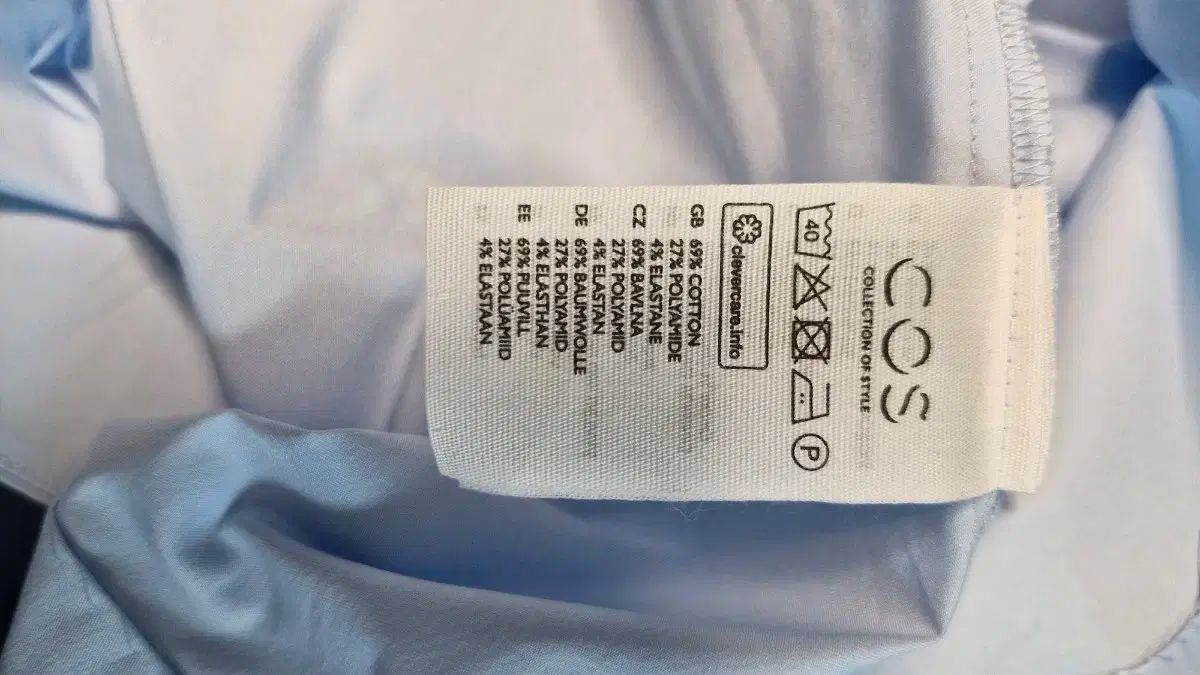 COS
COLLECTION OF STYLE
40
P
clevercare.info
GB 69% COTTON
27% POLYAMIDE
4% ELASTANE
CZ 69% BAVLNA
27% POLYAMID
4% ELASTAN
DE 69% BAUMWOLLE
27% POLYAMID
4% ELASTHAN
EE 69% PUUVILL
27% POLÜAMIID
4% ELASTAAN